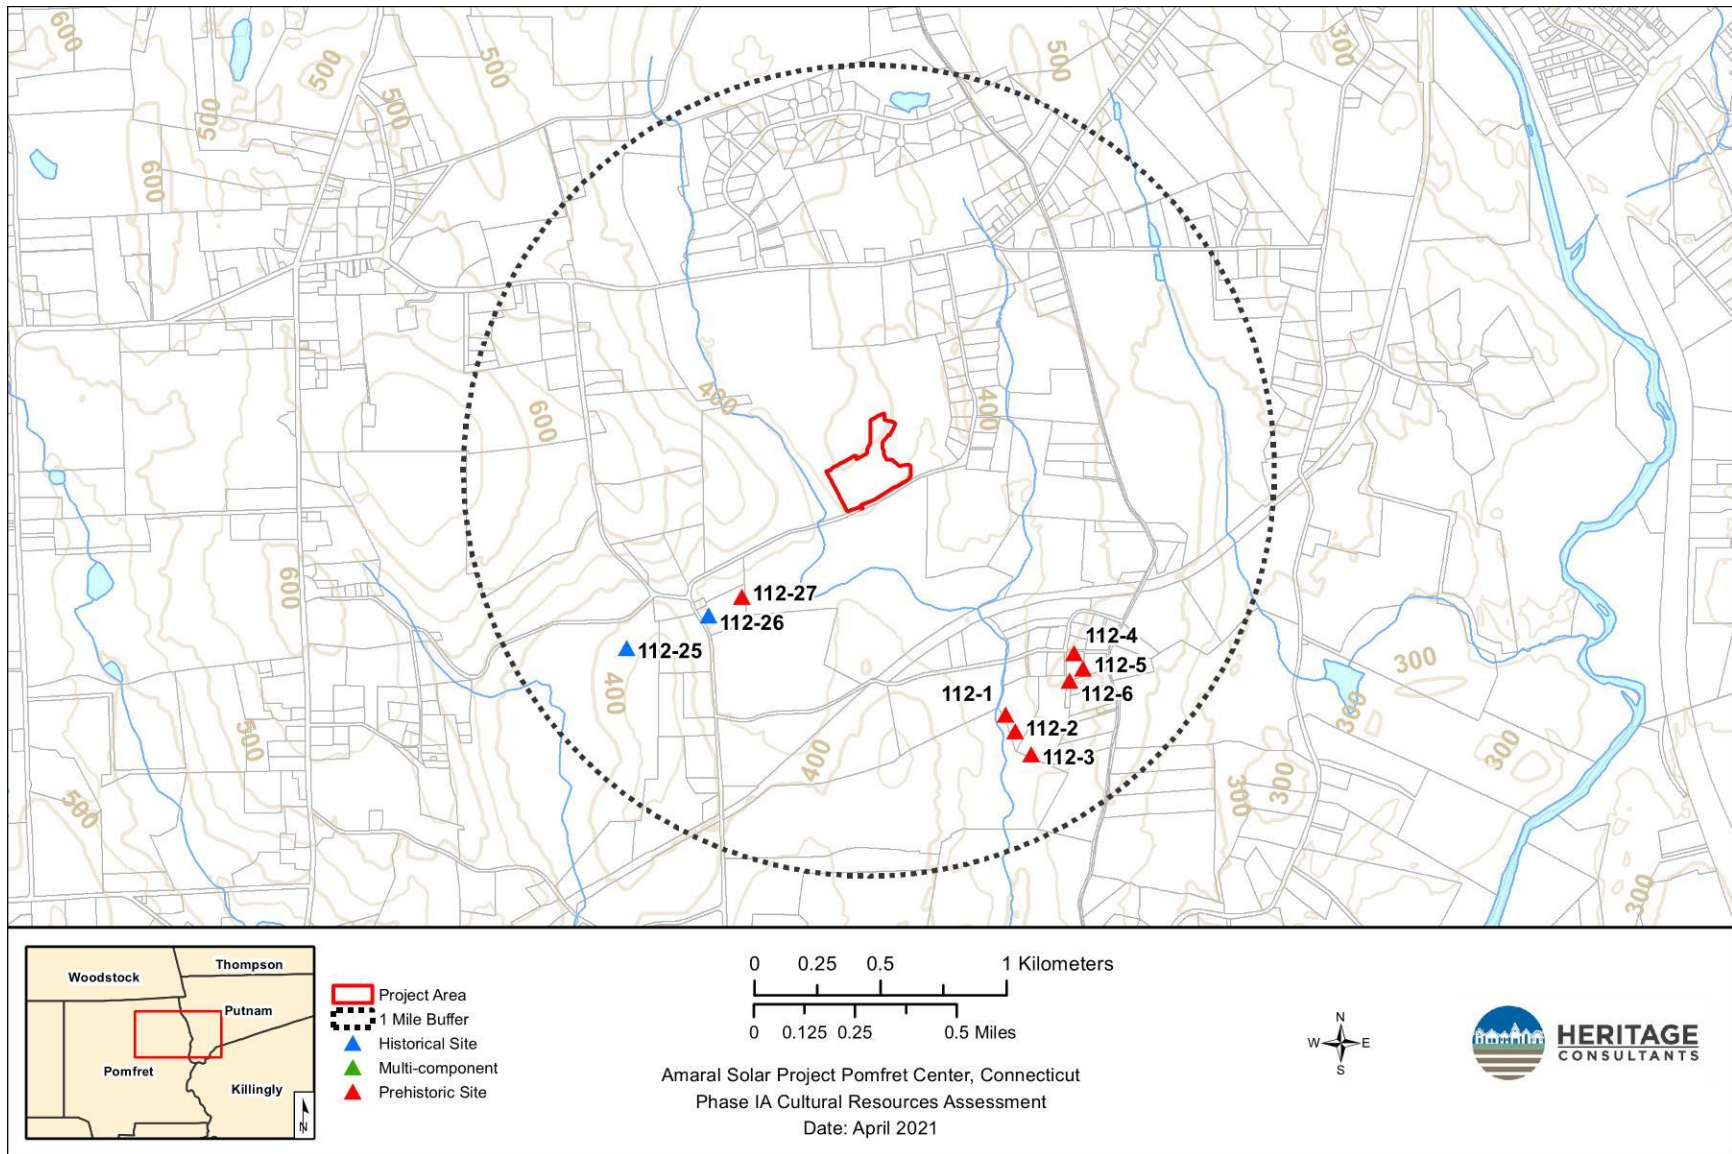 600
500
500
500
500
500
300
600
600
400
400
600
112-27
112-26
112-25
400
500
500
400
112-4
112-5
112-6
112-1
112-2
112-3
300
300
300
300
300
300
Woodstock
Thompson
Putnam
Pomfret
Killingly
N
Project Area
1 Mile Buffer
Historical Site
Multi-component
Prehistoric Site
0 0.25 0.5 1 Kilometers
0 0.125 0.25 0.5 Miles
Amaral Solar Project Pomfret Center, Connecticut
Phase IA Cultural Resources Assessment
Date: April 2021
N
W E
S
HERITAGE
CONSULTANTS